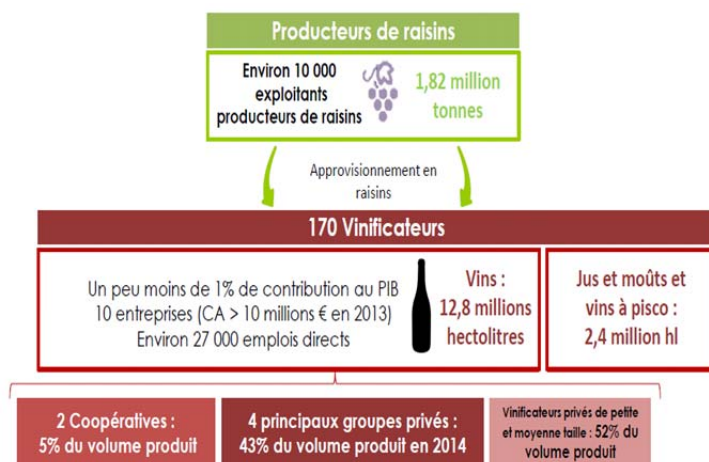 Producteurs de raisins
Environ 10 000
exploitants
producteurs de raisins
1,82 million
tonnes
Approvisionnement en
raisins
170 Vinificateurs
Un peu moins de 1% de contribution au PIB
10 entreprises (CA > 10 millions € en 2013)
Environ 27 000 emplois directs
Vins :
12,8 millions
hectolitres
Jus et moûts et
vins à pisco :
2,4 million hl
2 Coopératives :
5% du volume produit
4 principaux groupes privés :
43% du volume produit en 2014
Vinificateurs privés de petite
et moyenne taille : 52% du
volume produit